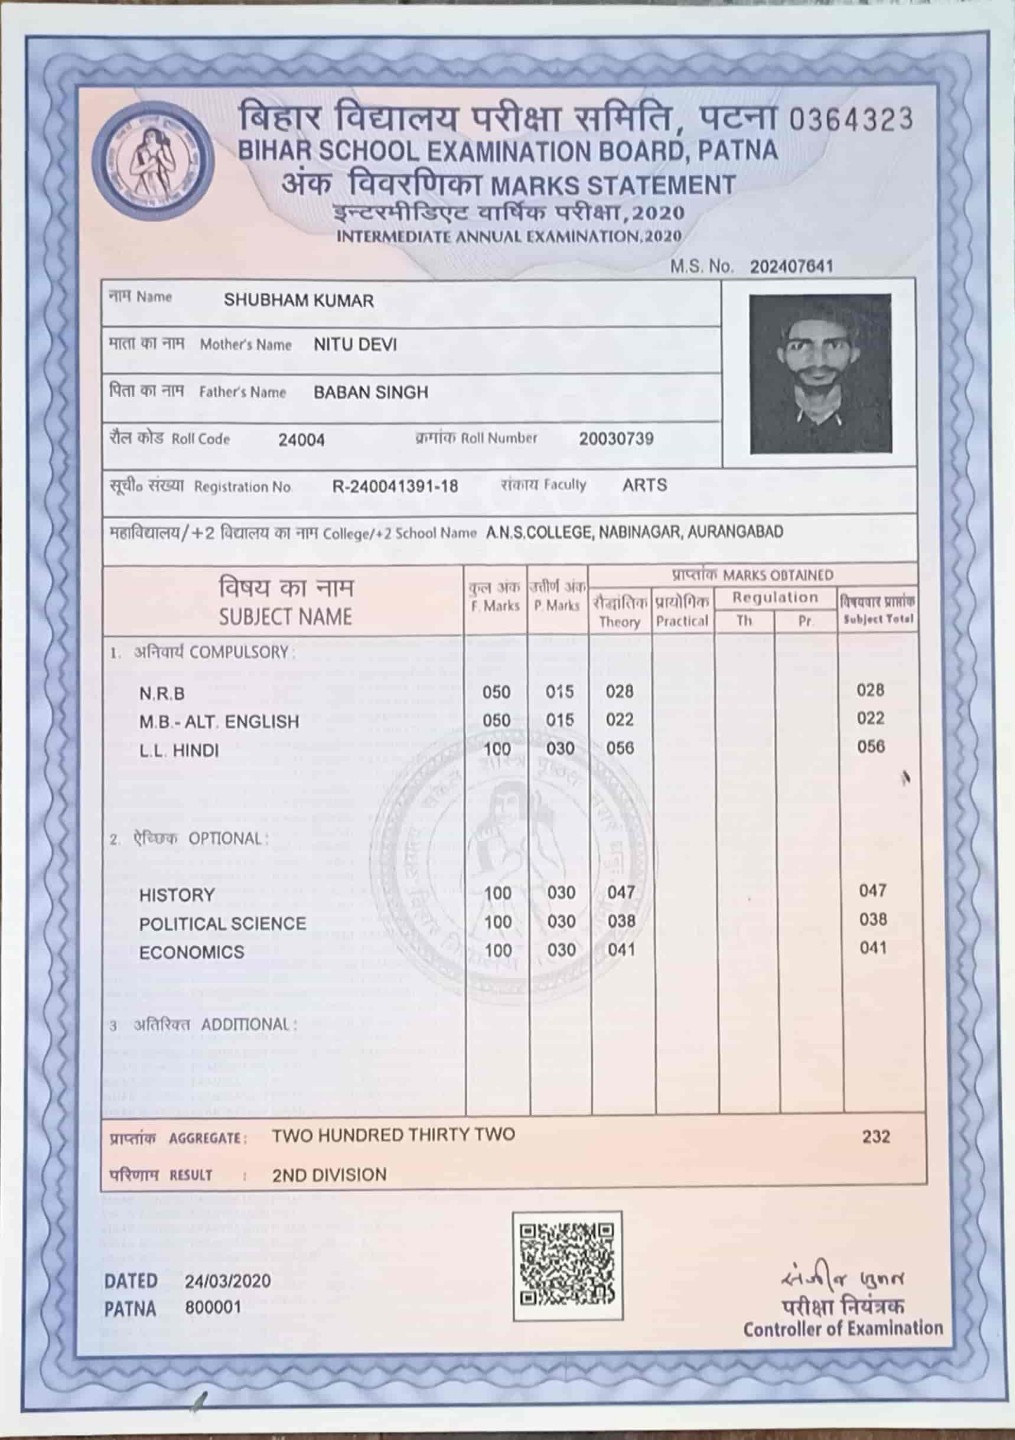 बिहार विद्यालय परीक्षा समिति, पटना 0364323
BIHAR SCHOOL EXAMINATION BOARD, PATNA
अंक विवरणिका MARKS STATEMENT
इन्टरमीडिएट वार्षिक परीक्षा, 2020
INTERMEDIATE ANNUAL EXAMINATION, 2020
M.S. No. 202407641
नाम Name SHUBHAM KUMAR
माता का नाम Mother's Name NITU DEVI
पिता का नाम Father's Name BABAN SINGH
रौल कोड Roll Code 24004 क्रमांक Roll Number 20030739
सूची० संख्या Registration No. R-240041391-18 संकाय Faculty ARTS
महाविद्यालय/+2 विद्यालय का नाम College/+2 School Name A.N.S.COLLEGE, NABINAGAR, AURANGABAD
विषय का नाम कुल अंक उत्तीर्ण अंक प्राप्तांक MARKS OBTAINED
SUBJECT NAME F. Marks P. Marks सैद्धांतिक प्रायोगिक Regulation विषयवार प्राप्तांक
Theory Practical Th. Pr. Subject Total
1. अनिवार्य COMPULSORY :
N.R.B 050 015 028 028
M.B.- ALT. ENGLISH 050 015 022 022
L.L. HINDI 100 030 056 056
2. ऐच्छिक OPTIONAL :
HISTORY 100 030 047 047
POLITICAL SCIENCE 100 030 038 038
ECONOMICS 100 030 041 041
3 अतिरिक्त ADDITIONAL :
प्राप्तांक AGGREGATE : TWO HUNDRED THIRTY TWO 232
परिणाम RESULT : 2ND DIVISION
DATED 24/03/2020
PATNA 800001
परीक्षा नियंत्रक
Controller of Examination